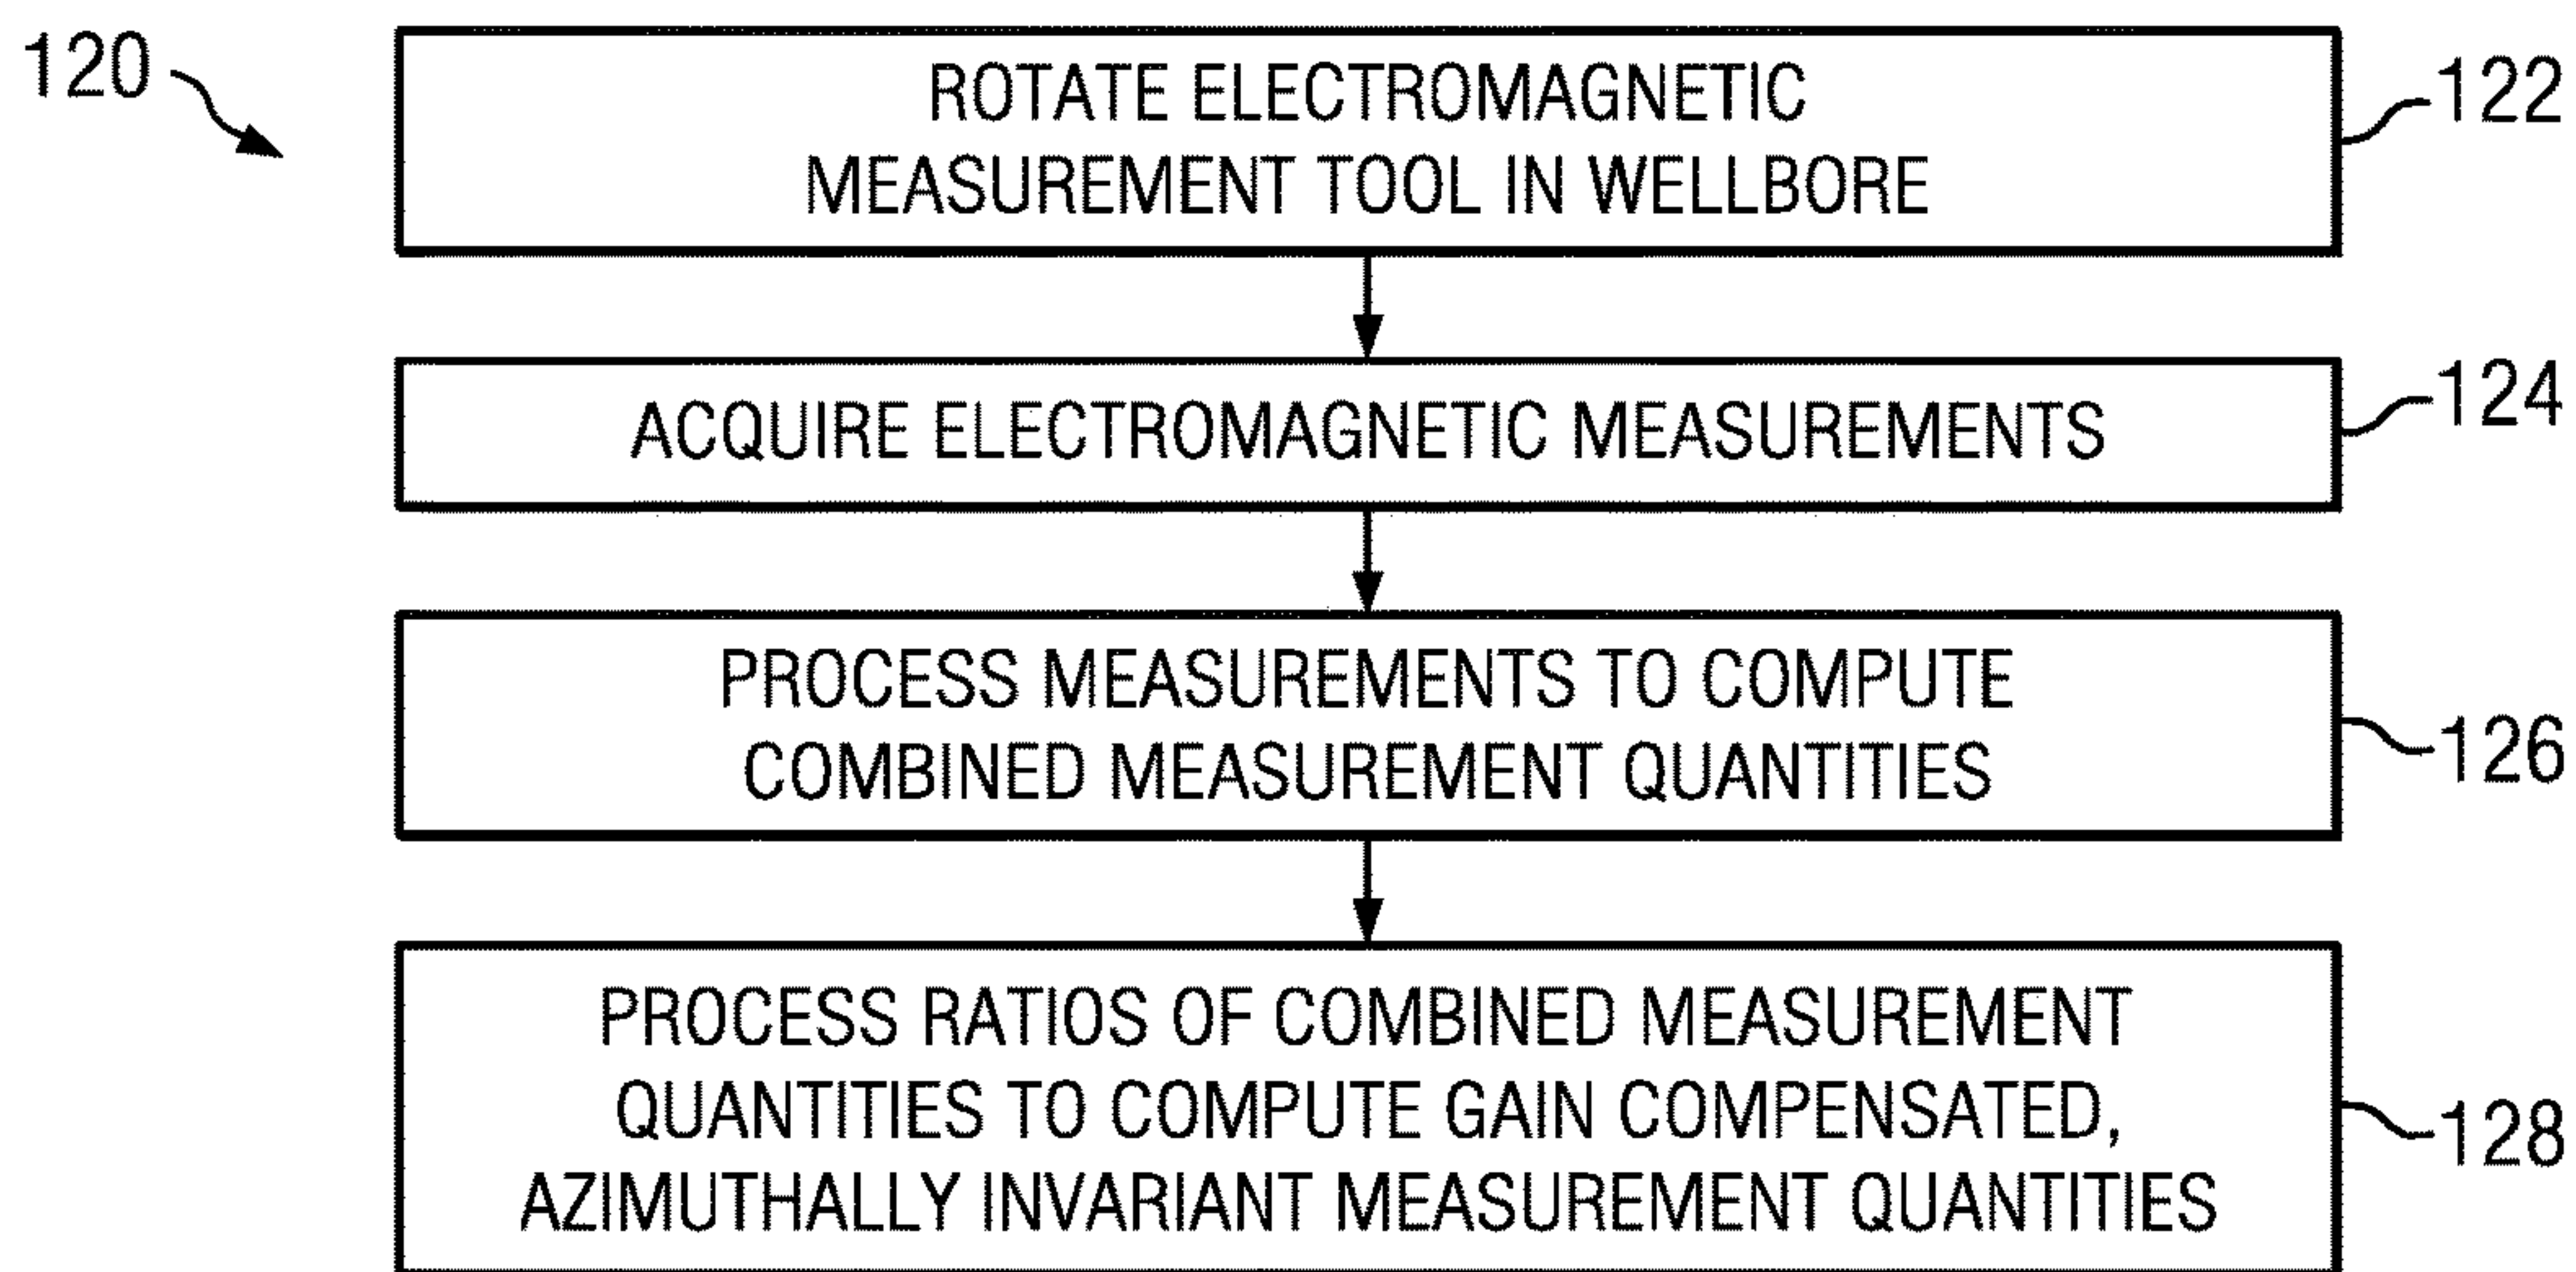 120
ROTATE ELECTROMAGNETIC
MEASUREMENT TOOL IN WELLBORE
122
ACQUIRE ELECTROMAGNETIC MEASUREMENTS
124
PROCESS MEASUREMENTS TO COMPUTE
COMBINED MEASUREMENT QUANTITIES
126
PROCESS RATIOS OF COMBINED MEASUREMENT
QUANTITIES TO COMPUTE GAIN COMPENSATED,
AZIMUTHALLY INVARIANT MEASUREMENT QUANTITIES
128